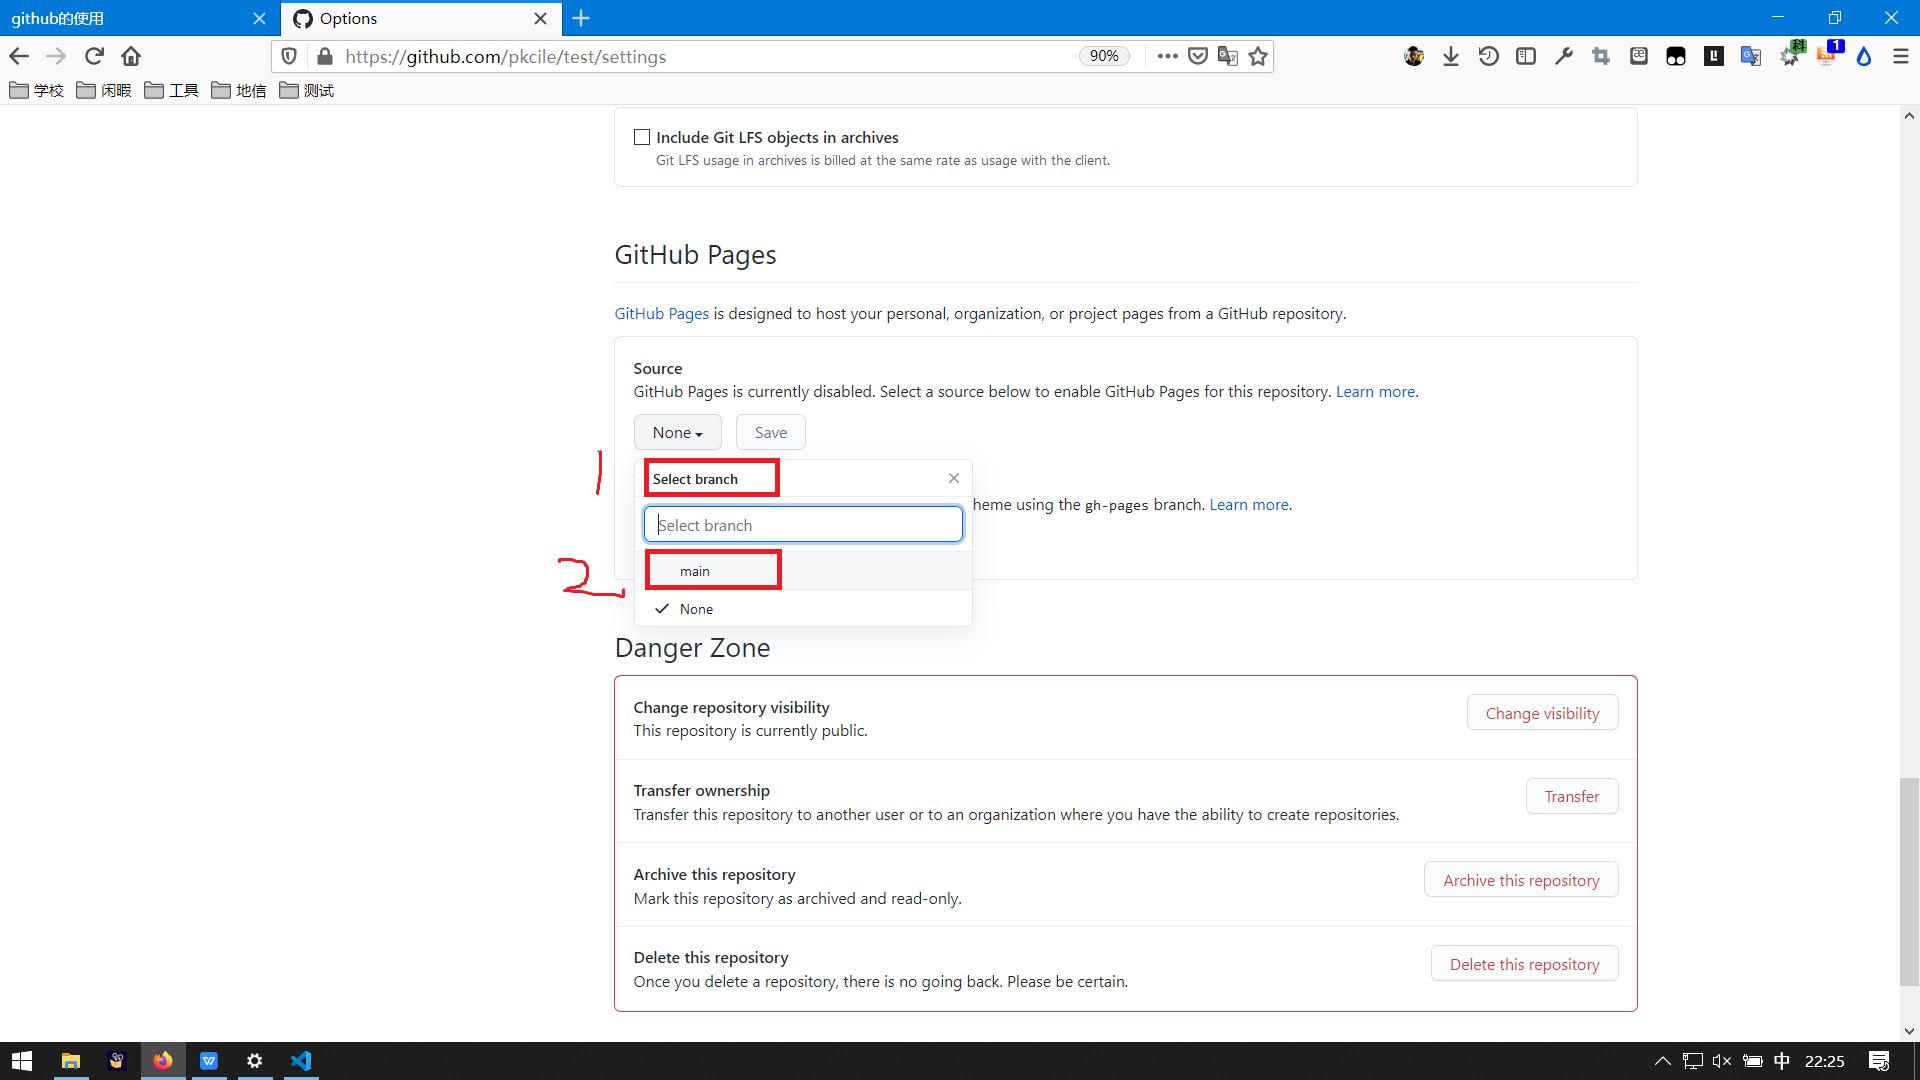 github的使用
Options
https://github.com/pkcile/test/settings
90%
科
1
学校
闲暇
工具
地信
测试
Include Git LFS objects in archives
Git LFS usage in archives is billed at the same rate as usage with the client.
GitHub Pages
GitHub Pages is designed to host your personal, organization, or project pages from a GitHub repository.
Source
GitHub Pages is currently disabled. Select a source below to enable GitHub Pages for this repository. Learn more.
None
Save
1
Select branch
heme using the gh-pages branch. Learn more.
Select branch
2
main
None
Danger Zone
Change repository visibility
This repository is currently public.
Change visibility
Transfer ownership
Transfer this repository to another user or to an organization where you have the ability to create repositories.
Transfer
Archive this repository
Mark this repository as archived and read-only.
Archive this repository
Delete this repository
Once you delete a repository, there is no going back. Please be certain.
Delete this repository
中
22:25